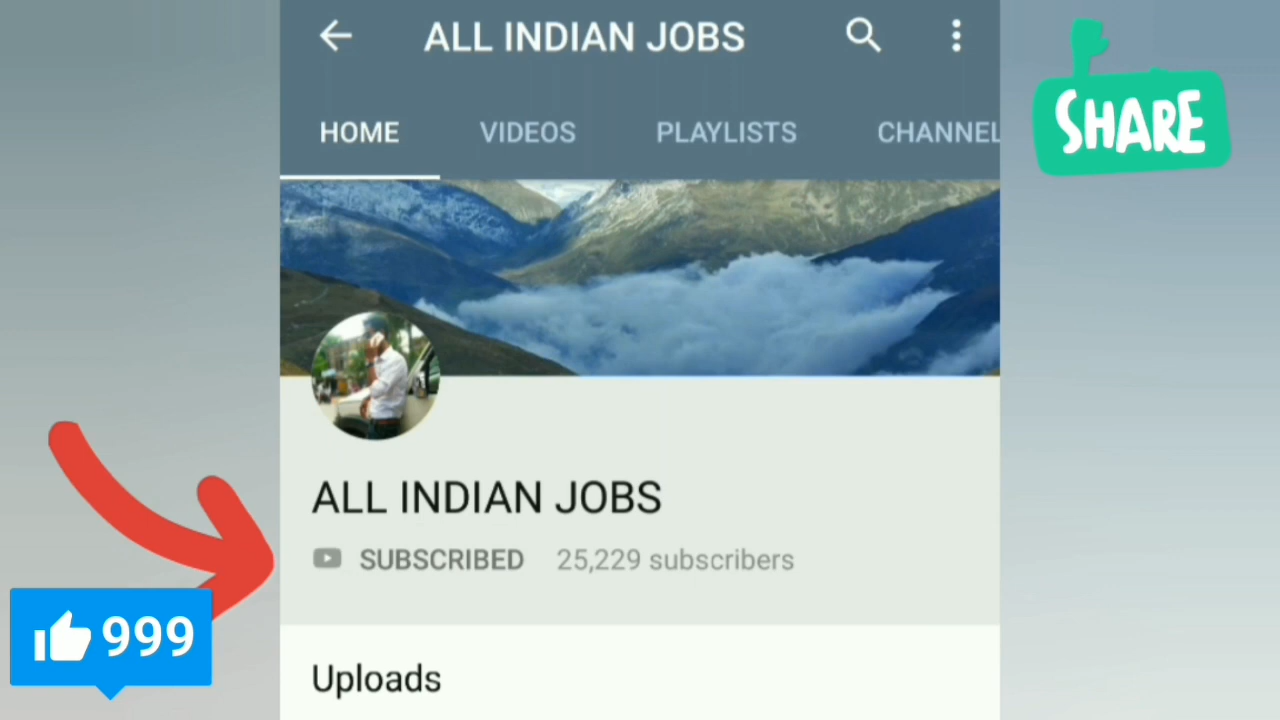 ALL INDIAN JOBS
SHARE
HOME VIDEOS PLAYLISTS CHANNEL
ALL INDIAN JOBS
SUBSCRIBED 25,229 subscribers
999
Uploads